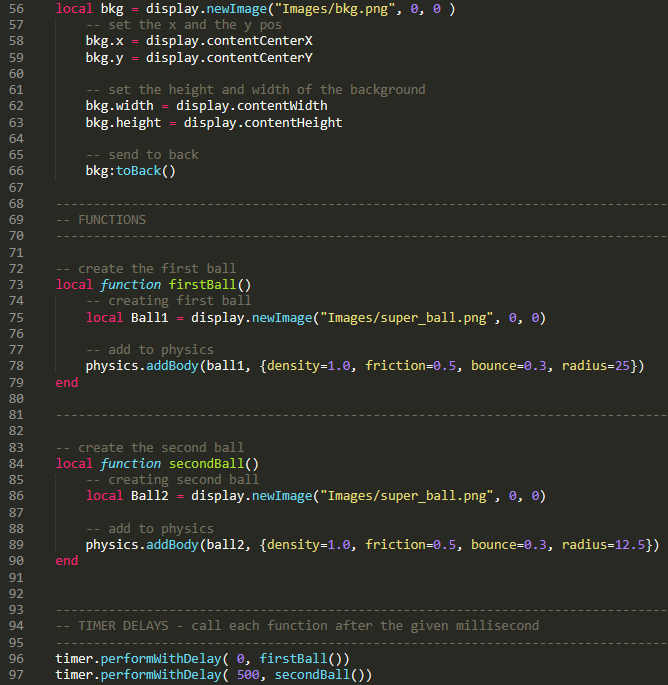 56 local bkg = display.newImage("Images/bkg.png", 0, 0 )
57 -- set the x and the y pos
58 bkg.x = display.contentCenterX
59 bkg.y = display.contentCenterY
60
61 -- set the height and width of the background
62 bkg.width = display.contentWidth
63 bkg.height = display.contentHeight
64
65 -- send to back
66 bkg:toBack()
67
68 ---------------------------------------------------------------------------------
69 -- FUNCTIONS
70 ---------------------------------------------------------------------------------
71
72 -- create the first ball
73 local function firstBall()
74 -- creating first ball
75 local Ball1 = display.newImage("Images/super_ball.png", 0, 0)
76
77 -- add to physics
78 physics.addBody(ball1, {density=1.0, friction=0.5, bounce=0.3, radius=25})
79 end
80
81 ---------------------------------------------------------------------------------
82
83 -- create the second ball
84 local function secondBall()
85 -- creating second ball
86 local Ball2 = display.newImage("Images/super_ball.png", 0, 0)
87
88 -- add to physics
89 physics.addBody(ball2, {density=1.0, friction=0.5, bounce=0.3, radius=12.5})
90 end
91
92
93 ---------------------------------------------------------------------------------
94 -- TIMER DELAYS - call each function after the given millisecond
95 ---------------------------------------------------------------------------------
96 timer.performWithDelay( 0, firstBall())
97 timer.performWithDelay( 500, secondBall())